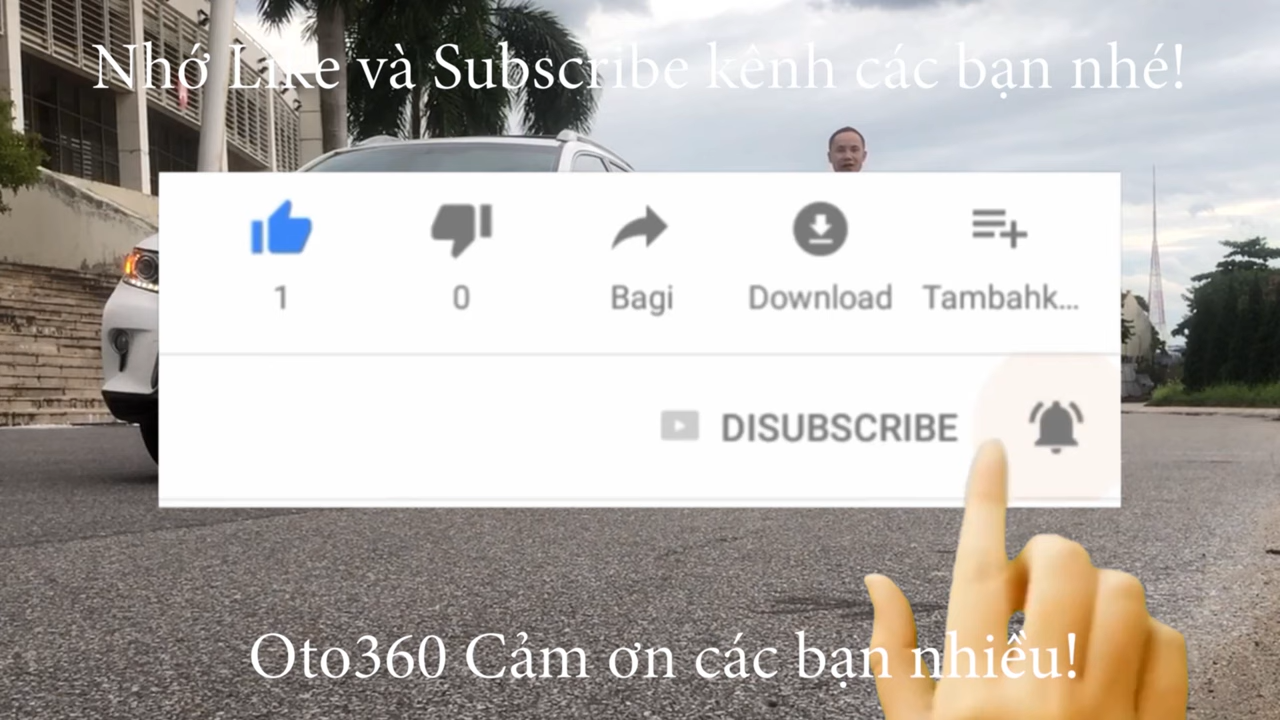 Nhớ Like và Subscribe kênh các bạn nhé!
1 0 Bagi Download Tambahk...
DISUBSCRIBE
Oto360 Cảm ơn các bạn nhiều!